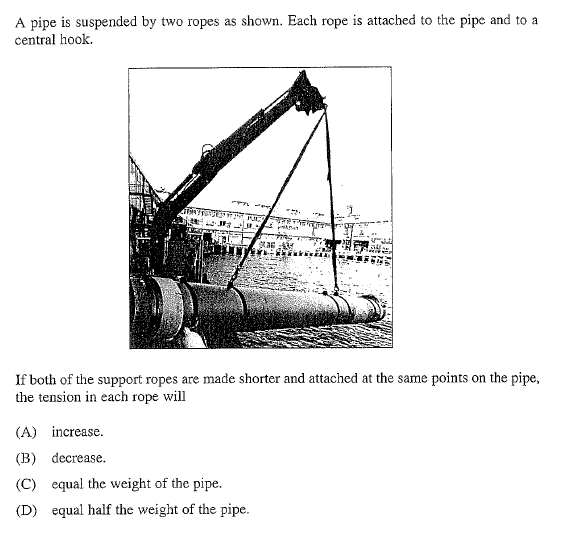 A pipe is suspended by two ropes as shown. Each rope is attached to the pipe and to a
central hook.
If both of the support ropes are made shorter and attached at the same points on the pipe,
the tension in each rope will
(A) increase.
(B) decrease.
(C) equal the weight of the pipe.
(D) equal half the weight of the pipe.